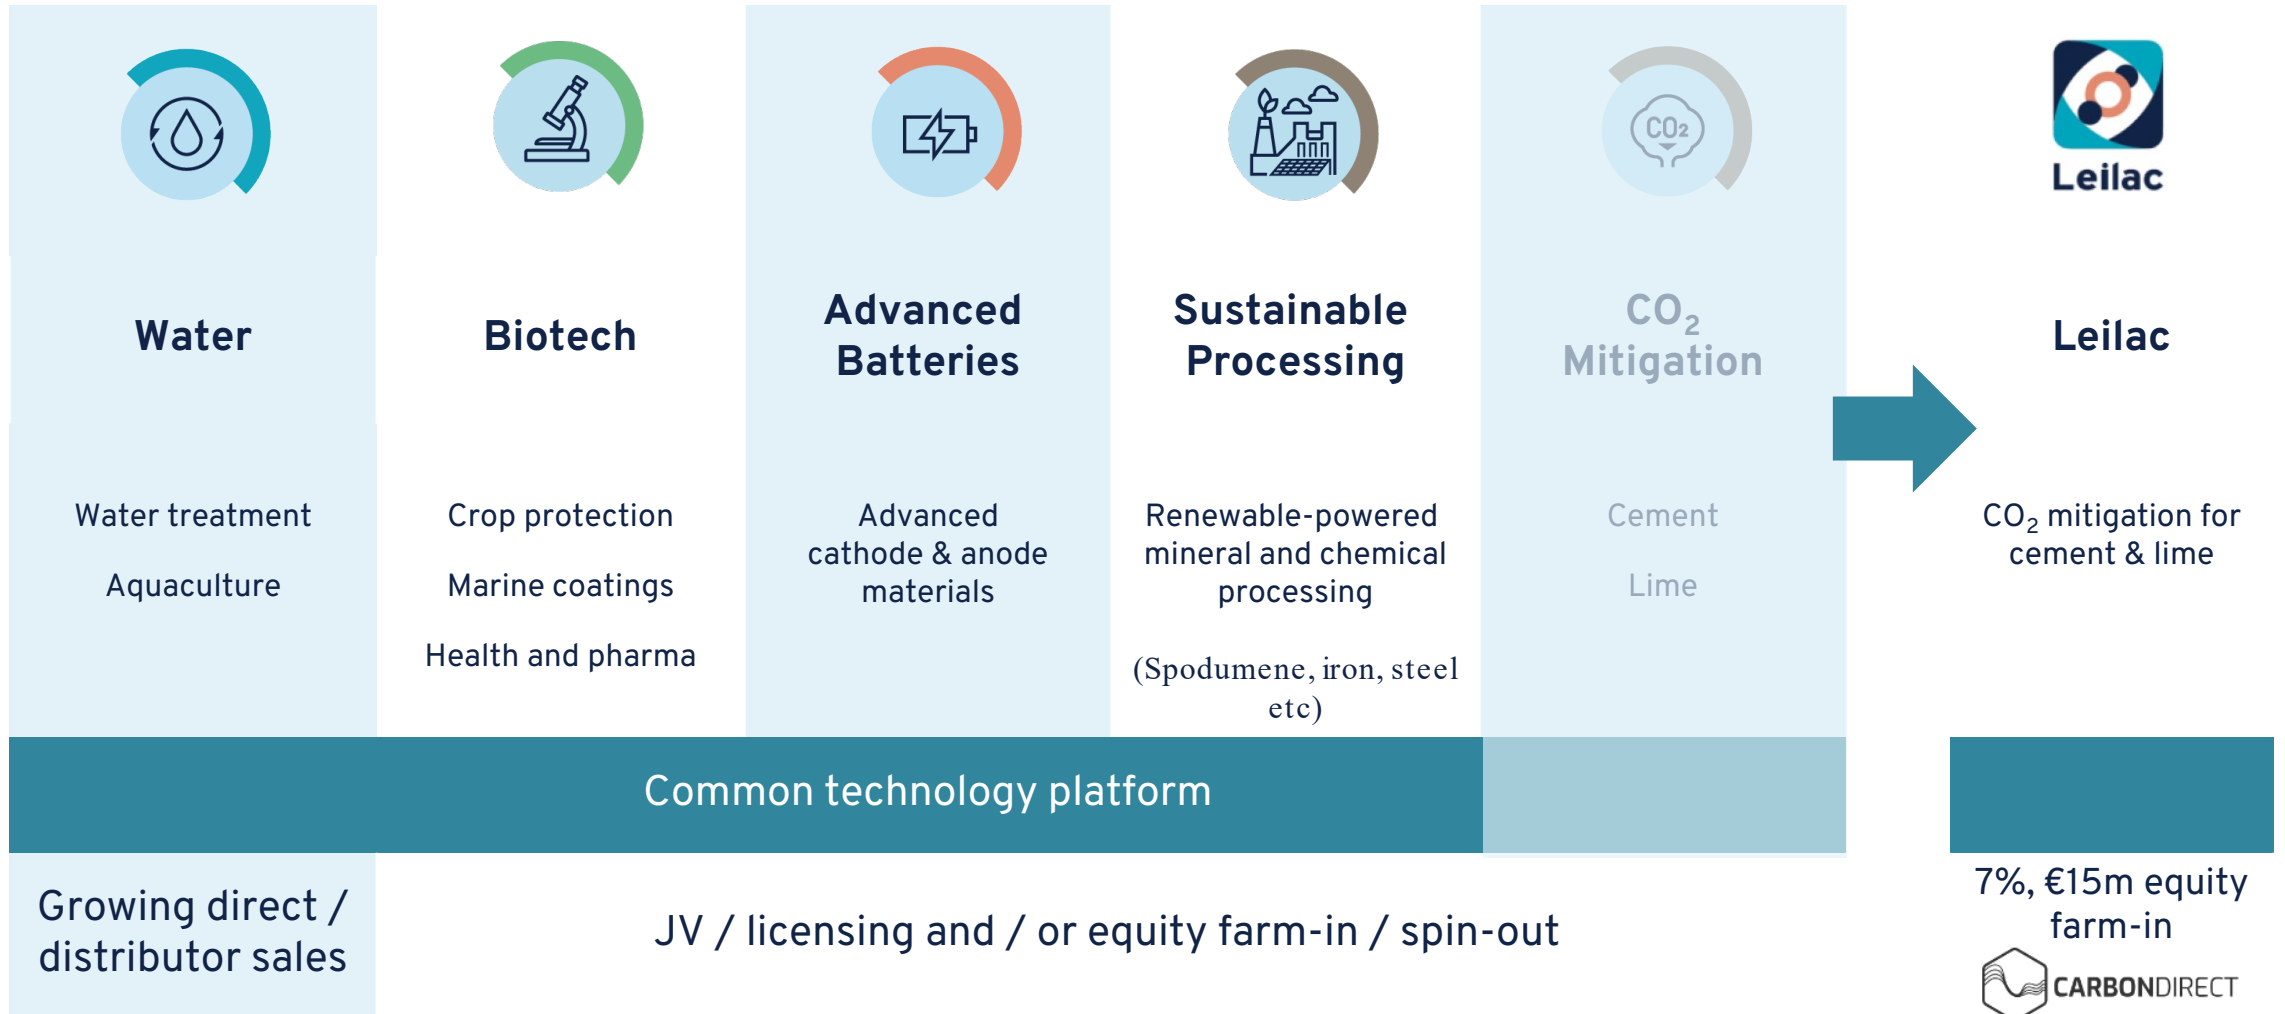 CO2
Leilac
Water
Biotech
Advanced
Batteries
Sustainable
Processing
CO₂
Mitigation
Leilac
Water treatment
Aquaculture
Crop protection
Marine coatings
Health and pharma
Advanced
cathode & anode
materials
Renewable-powered
mineral and chemical
processing
(Spodumene, iron, steel
etc)
Cement
Lime
CO₂ mitigation for
cement & lime
Common technology platform
Growing direct /
distributor sales
JV / licensing and / or equity farm-in / spin-out
7%, €15m equity
farm-in
CARBONDIRECT